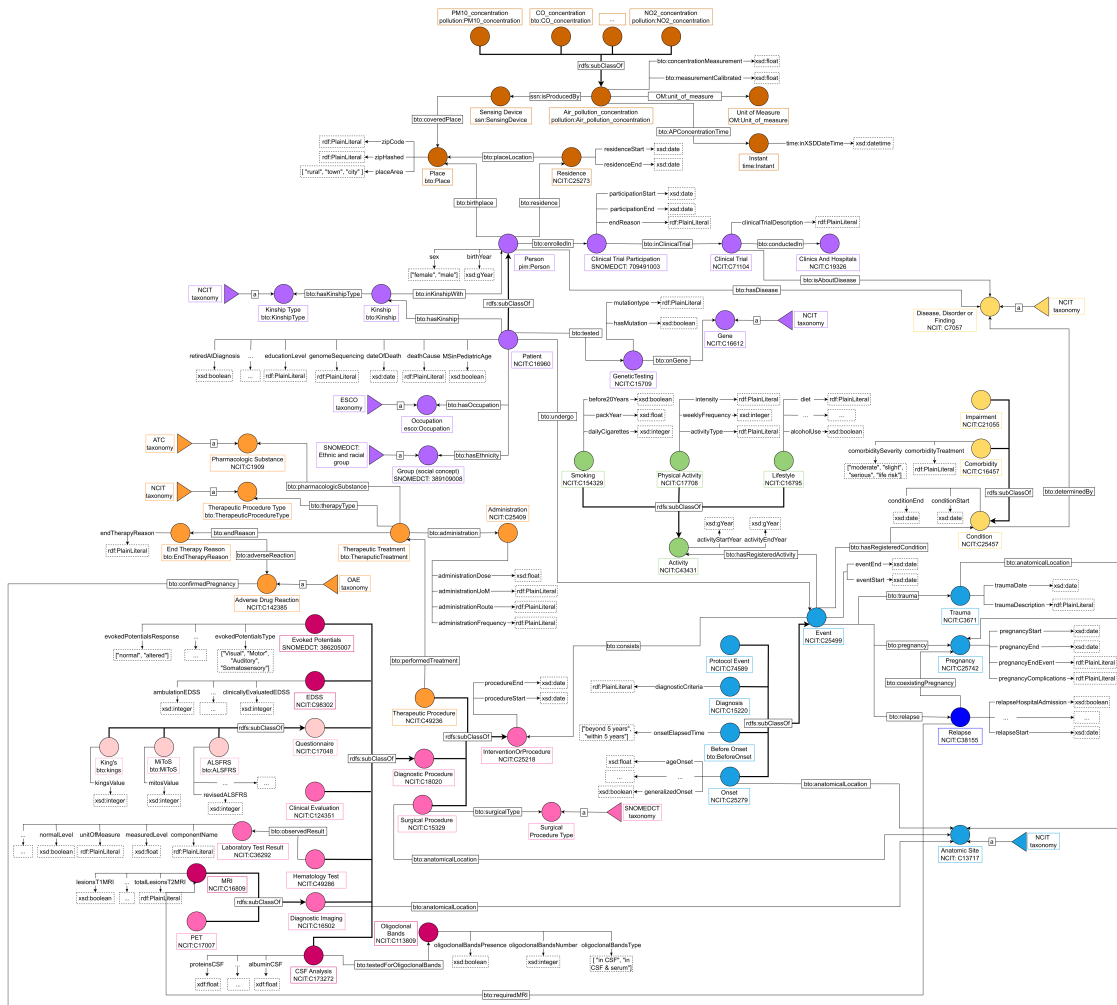 PM10_concentration
pollution:PM10_concentration
CO_concentration
bto:CO_concentration
...
NO2_concentration
pollution:NO2_concentration
rdfs:subClassOf
bto:concentrationMeasurement
xsd:float
bto:measurementCalibrated
xsd:float
ssn:isProducedBy
OM:unit_of_measure
Sensing Device
ssn:SensingDevice
Air_pollution_concentration
pollution:Air_pollution_concentration
Unit of Measure
OM:Unit_of_measure
bto:coveredPlace
bto:APConcentrationTime
rdf:PlainLiteral
zipCode
rdf:PlainLiteral
zipHashed
[ "rural", "town", "city" ]
placeArea
bto:placeLocation
residenceStart
xsd:date
residenceEnd
xsd:date
time:inXSDDateTime
xsd:datetime
Instant
time:Instant
Place
bto:Place
Residence
NCIT:C25273
bto:birthplace
bto:residence
participationStart
xsd:date
participationEnd
xsd:date
endReason
rdf:PlainLiteral
clinicalTrialDescription
rdf:PlainLiteral
bto:enrolledIn
bto:inClinicalTrial
bto:conductedIn
sex
birthYear
["female", "male"]
xsd:gYear
Person
pim:Person
Clinical Trial Participation
SNOMEDCT: 709491003
Clinical Trial
NCIT:C71104
Clinics And Hospitals
NCIT:C19326
bto:isAboutDisease
bto:hasDisease
NCIT
taxonomy
a
bto:hasKinshipType
bto:inKinshipWith
rdfs:subClassOf
Kinship Type
bto:KinshipType
Kinship
bto:Kinship
bto:hasKinship
mutationtype
rdf:PlainLiteral
hasMutation
xsd:boolean
Gene
NCIT:C16612
a
NCIT
taxonomy
Disease, Disorder or
Finding
NCIT: C7057
a
NCIT
taxonomy
bto:tested
bto:onGene
Patient
NCIT:C16960
GeneticTesting
NCIT:C15709
retiredAtDiagnosis
...
educationLevel
genomeSequencing
dateOfDeath
deathCause
MSinPediatricAge
xsd:boolean
...
rdf:PlainLiteral
rdf:PlainLiteral
xsd:date
rdf:PlainLiteral
xsd:boolean
ESCO
taxonomy
a
bto:hasOccupation
Occupation
esco:Occupation
bto:undergo
before20Years
xsd:boolean
packYear
xsd:float
dailyCigarettes
xsd:integer
intensity
rdf:PlainLiteral
weeklyFrequency
xsd:integer
activityType
rdf:PlainLiteral
diet
rdf:PlainLiteral
...
...
alcoholUse
xsd:boolean
Impairment
NCIT:C21055
ATC
taxonomy
a
Pharmacologic Substance
NCIT:C1909
SNOMEDCT:
Ethnic and racial
group
a
bto:hasEthnicity
Group (social concept)
SNOMEDCT: 389109008
Smoking
NCIT:C154329
Physical Activity
NCIT:C17708
Lifestyle
NCIT:C16795
comorbiditySeverity
comorbidityTreatment
["moderate", "slight",
"serious", "life risk"]
rdf:PlainLiteral
Comorbidity
NCIT:C16457
rdfs:subClassOf
bto:determinedBy
bto:pharmacologicSubstance
NCIT
taxonomy
a
Therapeutic Procedure Type
bto:TherapeuticProcedureType
bto:therapyType
rdfs:subClassOf
conditionEnd
conditionStart
xsd:date
xsd:date
Condition
NCIT:C25457
Administration
NCIT:C25409
endTherapyReason
rdf:PlainLiteral
bto:endReason
bto:administration
End Therapy Reason
bto:EndTherapyReason
bto:adverseReaction
Therapeutic Treatment
bto:TheraputicTreatment
xsd:gYear
xsd:gYear
activityStartYear
activityEndYear
Activity
NCIT:C43431
bto:hasRegisteredActivity
bto:hasRegisteredCondition
bto:anatomicalLocation
eventEnd
xsd:date
eventStart
xsd:date
bto:confirmedPregnancy
a
OAE
taxonomy
Adverse Drug Reaction
NCIT:C142385
administrationDose
xsd:float
administrationUoM
rdf:PlainLiteral
administrationRoute
rdf:PlainLiteral
administrationFrequency
rdf:PlainLiteral
bto:trauma
traumaDate
xsd:date
traumaDescription
rdf:PlainLiteral
Trauma
NCIT:C3671
Event
NCIT:C25499
evokedPotentialsResponse
...
evokedPotentialsType
["normal", "altered"]
...
["Visual", "Motor",
"Auditory",
"Somatosensory"]
Evoked Potentials
SNOMEDCT: 386205007
bto:performedTreatment
bto:consists
Protocol Event
NCIT:C74589
bto:pregnancy
pregnancyStart
xsd:date
pregnancyEnd
xsd:date
pregnancyEndEvent
rdf:PlainLiteral
pregnancyComplications
rdf:PlainLiteral
Pregnancy
NCIT:C25742
ambulationEDSS
...
clinicallyEvaluatedEDSS
xsd:integer
...
xsd:integer
EDSS
NCIT:C98302
procedureEnd
xsd:date
procedureStart
xsd:date
rdf:PlainLiteral
diagnosticCriteria
Diagnosis
NCIT:C15220
bto:coexistingPregnancy
Therapeutic Procedure
NCIT:C49236
rdfs:subClassOf
rdfs:subClassOf
rdfs:subClassOf
["beyond 5 years",
"within 5 years"]
onsetElapsedTime
Before Onset
bto:BeforeOnset
bto:relapse
relapseHospitalAdmission
xsd:boolean
...
...
relapseStart
xsd:date
Relapse
NCIT:C38155
King's
bto:kings
MiToS
bto:MiToS
ALSFRS
bto:ALSFRS
Questionnaire
NCIT:C17048
rdfs:subClassOf
InterventionOrProcedure
NCIT:C25218
Diagnostic Procedure
NCIT:C18020
xsd:float
ageOnset
...
...
xsd:boolean
generalizedOnset
Onset
NCIT:C25279
bto:anatomicalLocation
kingsValue
mitosValue
...
revisedALSFRS
...
xsd:integer
xsd:integer
xsd:integer
Clinical Evaluation
NCIT:C124351
Surgical Procedure
NCIT:C15329
bto:surgicalType
Surgical
Procedure Type
a
SNOMEDCT
taxonomy
...
normalLevel
unitOfMeasure
measuredLevel
componentName
...
xsd:boolean
rdf:PlainLiteral
xsd:float
rdf:PlainLiteral
Laboratory Test Result
NCIT:C36292
bto:observedResult
Hematology Test
NCIT:C49286
bto:anatomicalLocation
Anatomic Site
NCIT:C13717
a
NCIT
taxonomy
lesionsT1MRI
...
totalLesionsT2MRI
xsd:boolean
...
rdf:PlainLiteral
MRI
NCIT:C16809
rdfs:subClassOf
Diagnostic Imaging
NCIT:C16502
bto:anatomicalLocation
PET
NCIT:C17007
Oligoclonal
Bands
NCIT:C113809
oligoclonalBandsPresence
oligoclonalBandsNumber
oligoclonalBandsType
xsd:boolean
xsd:integer
[ "in CSF", "in
CSF & serum"]
proteinsCSF
...
albuminCSF
xdf:float
...
xdf:float
CSF Analysis
NCIT:C173272
bto:testedForOligoclonalBands
bto:requiredMRI